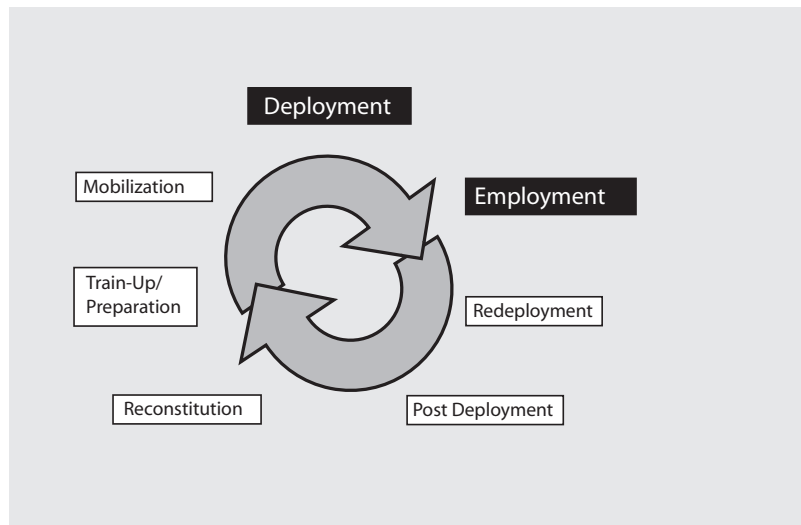 Deployment
Mobilization
Employment
Train-Up/
Preparation
Redeployment
Reconstitution
Post Deployment